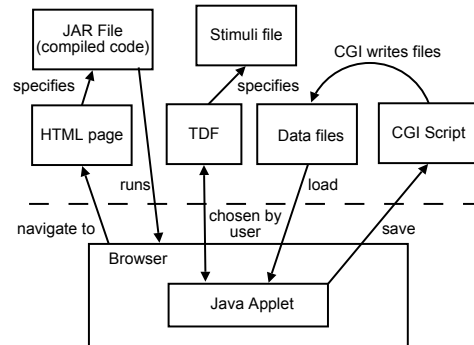 JAR File
(compiled code)
Stimuli file
CGI writes files
specifies
specifies
HTML page
TDF
Data files
CGI Script
runs
load
navigate to
chosen by
user
save
Browser
Java Applet